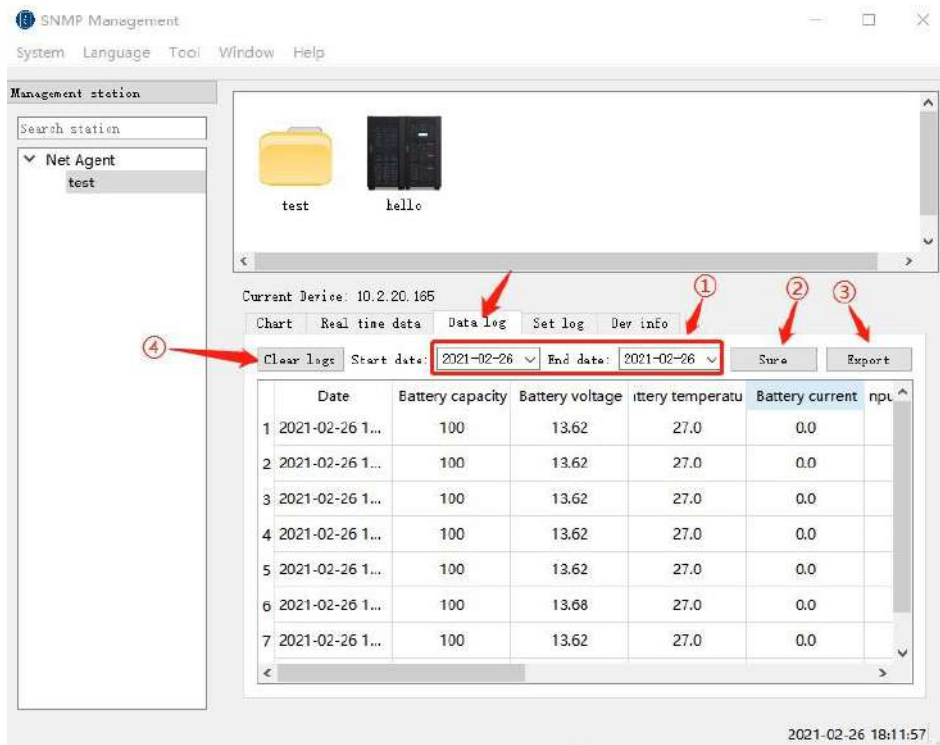 SNMP Management
System Language Tool Window Help
Management station
Search station
Net Agent
test
test hello
Current Device: 10.2.20.165
① ② ③
Chart Real time data Data log Set log Dev info
④ Clear logs Start date: 2021-02-26 End date: 2021-02-26 Sure Export
Date Battery capacity Battery voltage ittery temperatu Battery current npu
1 2021-02-26 1... 100 13.62 27.0 0.0
2 2021-02-26 1... 100 13.62 27.0 0.0
3 2021-02-26 1... 100 13.62 27.0 0.0
4 2021-02-26 1... 100 13.62 27.0 0.0
5 2021-02-26 1... 100 13.62 27.0 0.0
6 2021-02-26 1... 100 13.68 27.0 0.0
7 2021-02-26 1... 100 13.62 27.0 0.0
2021-02-26 18:11:57